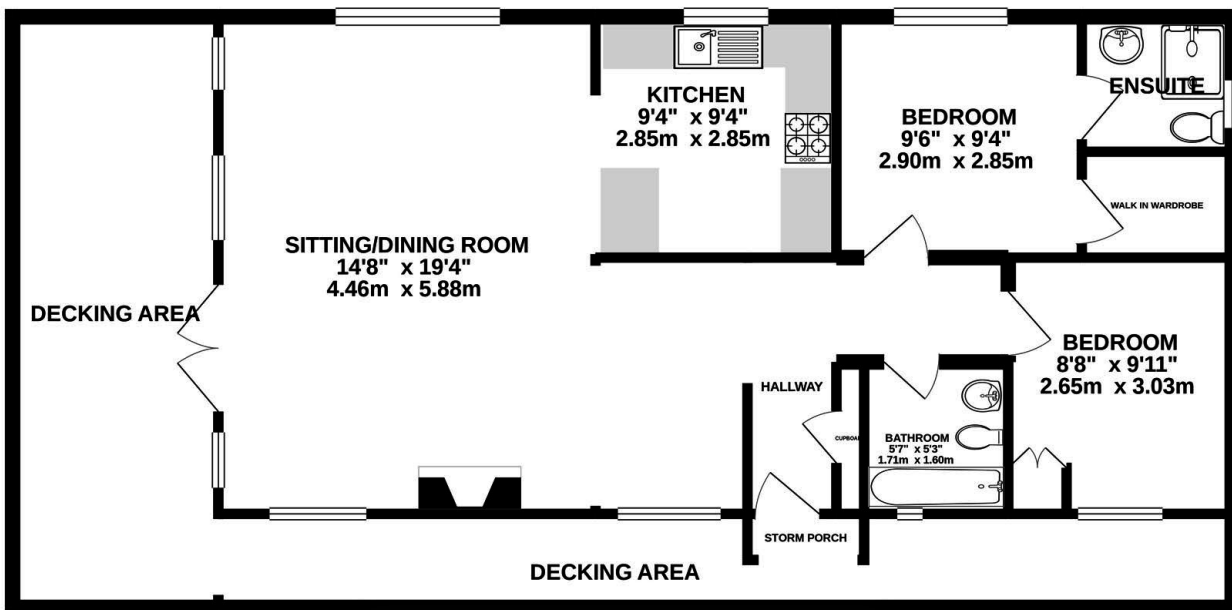 KITCHEN
9'4" x 9'4"
2.85m x 2.85m
ENSUITE
BEDROOM
9'6" x 9'4"
2.90m x 2.85m
WALK IN WARDROBE
SITTING/DINING ROOM
14'8" x 19'4"
4.46m x 5.88m
DECKING AREA
BEDROOM
8'8" x 9'11"
2.65m x 3.03m
HALLWAY
CUPBOA
BATHROOM
5'7" x 5'3"
1.71m x 1.60m
STORM PORCH
DECKING AREA